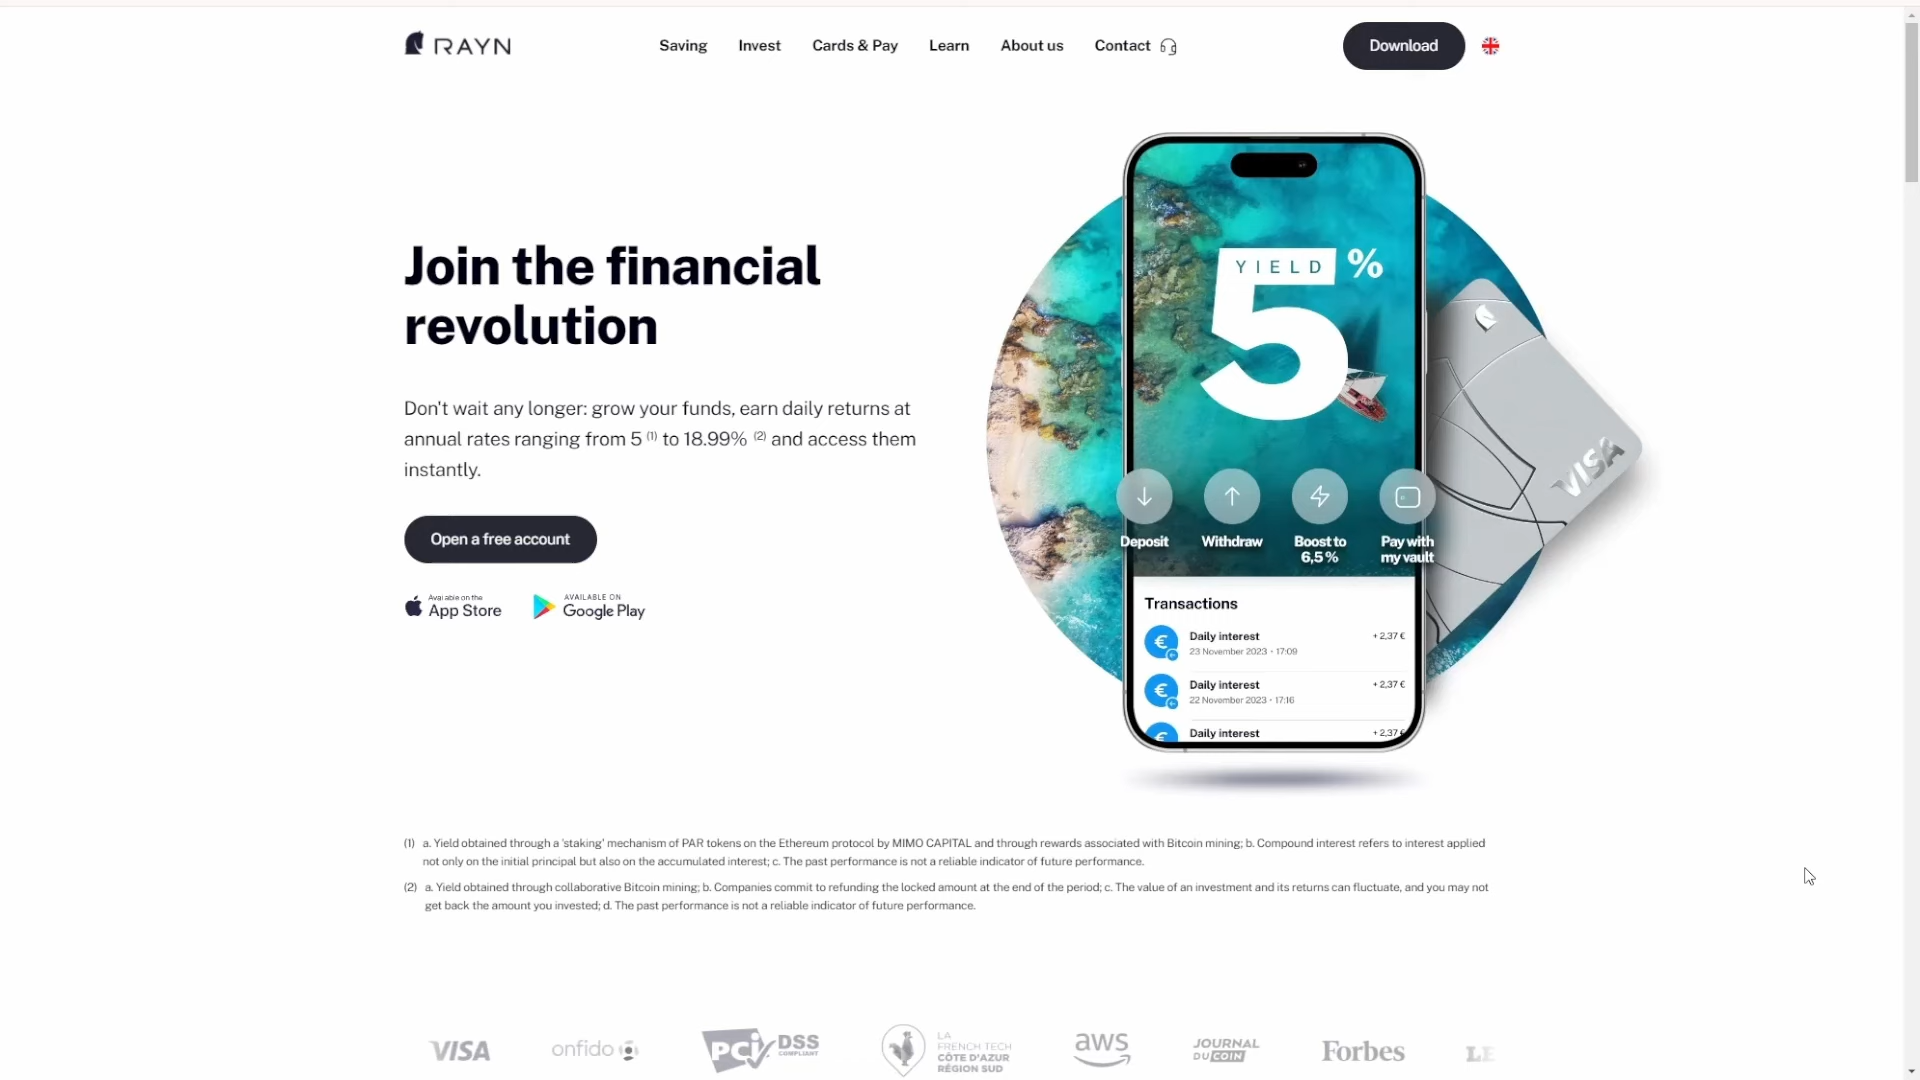 RAYN
Saving
Invest
Cards & Pay
Learn
About us
Contact
Download
Join the financial
revolution
Don't wait any longer: grow your funds, earn daily returns at
annual rates ranging from 5 (1) to 18.99% (2) and access them
instantly.
Open a free account
Available on the
App Store
AVAILABLE ON
Google Play
YIELD
5 %
VISA
Deposit
Withdraw
Boost to
6,5 %
Pay with
my vault
Transactions
Daily interest
+ 2,37 €
23 November 2023 • 17:09
Daily interest
+ 2,37 €
22 November 2023 • 17:16
Daily interest
+ 2,37 €
(1) a. Yield obtained through a 'staking' mechanism of PAR tokens on the Ethereum protocol by MIMO CAPITAL and through rewards associated with Bitcoin mining; b. Compound interest refers to interest applied
not only on the initial principal but also on the accumulated interest; c. The past performance is not a reliable indicator of future performance.
(2) a. Yield obtained through collaborative Bitcoin mining; b. Companies commit to refunding the locked amount at the end of the period; c. The value of an investment and its returns can fluctuate, and you may not
get back the amount you invested; d. The past performance is not a reliable indicator of future performance.
VISA
onfido
PCI DSS
COMPLIANT
LA
FRENCH TECH
CÔTE D'AZUR
RÉGION SUD
aws
JOURNAL
DU COIN
Forbes
LE